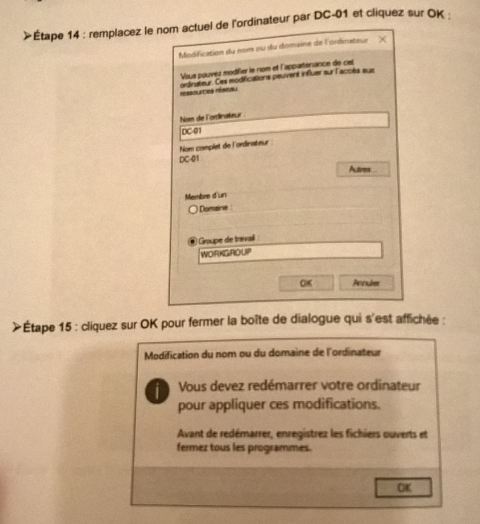 ➢Étape 14 : remplacez le nom actuel de l'ordinateur par DC-01 et cliquez sur OK :
Modification du nom ou du domaine de l'ordinateur
Vous pouvez modifier le nom et l'appartenance de cet
ordinateur. Ces modifications peuvent influer sur l'accès aux
ressources réseau.
Nom de l'ordinateur :
DC-01
Nom complet de l'ordinateur :
DC-01
Autres...
Membre d'un
Domaine :
Groupe de travail :
WORKGROUP
OK Annuler
➢Étape 15 : cliquez sur OK pour fermer la boîte de dialogue qui s'est affichée :
Modification du nom ou du domaine de l'ordinateur
Vous devez redémarrer votre ordinateur
pour appliquer ces modifications.
Avant de redémarrer, enregistrez les fichiers ouverts et
fermez tous les programmes.
OK